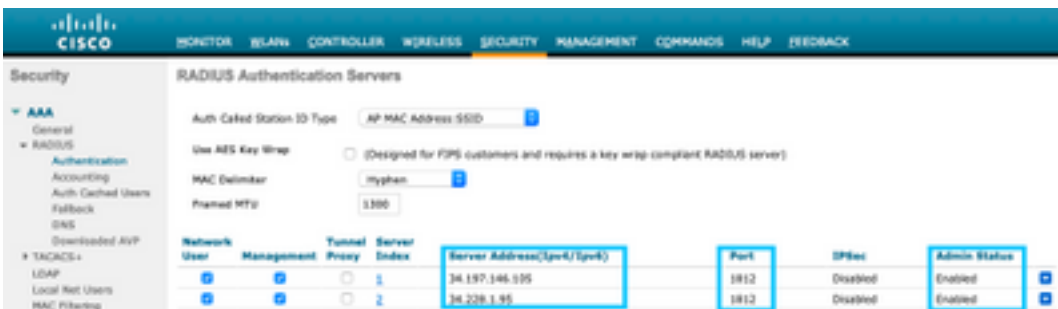 CISCO
MONITOR WLANs CONTROLLER WIRELESS SECURITY MANAGEMENT COMMANDS HELP FEEDBACK
Security
AAA
General
RADIUS
Authentication
Accounting
Auth Cached Users
Fallback
DNS
Downloaded AVP
TACACS+
LDAP
Local Net Users
MAC Filtering
RADIUS Authentication Servers
Auth Called Station ID Type AP MAC Address:SSID
Use AES Key Wrap (Designed for FIPS customers and requires a key wrap compliant RADIUS server)
MAC Delimiter Hyphen
Framed MTU 1300
Network User Management Tunnel Proxy Server Index Server Address(Ipv4/Ipv6) Port IPSec Admin Status
1 34.197.146.105 1812 Disabled Enabled
2 34.228.1.95 1812 Disabled Enabled